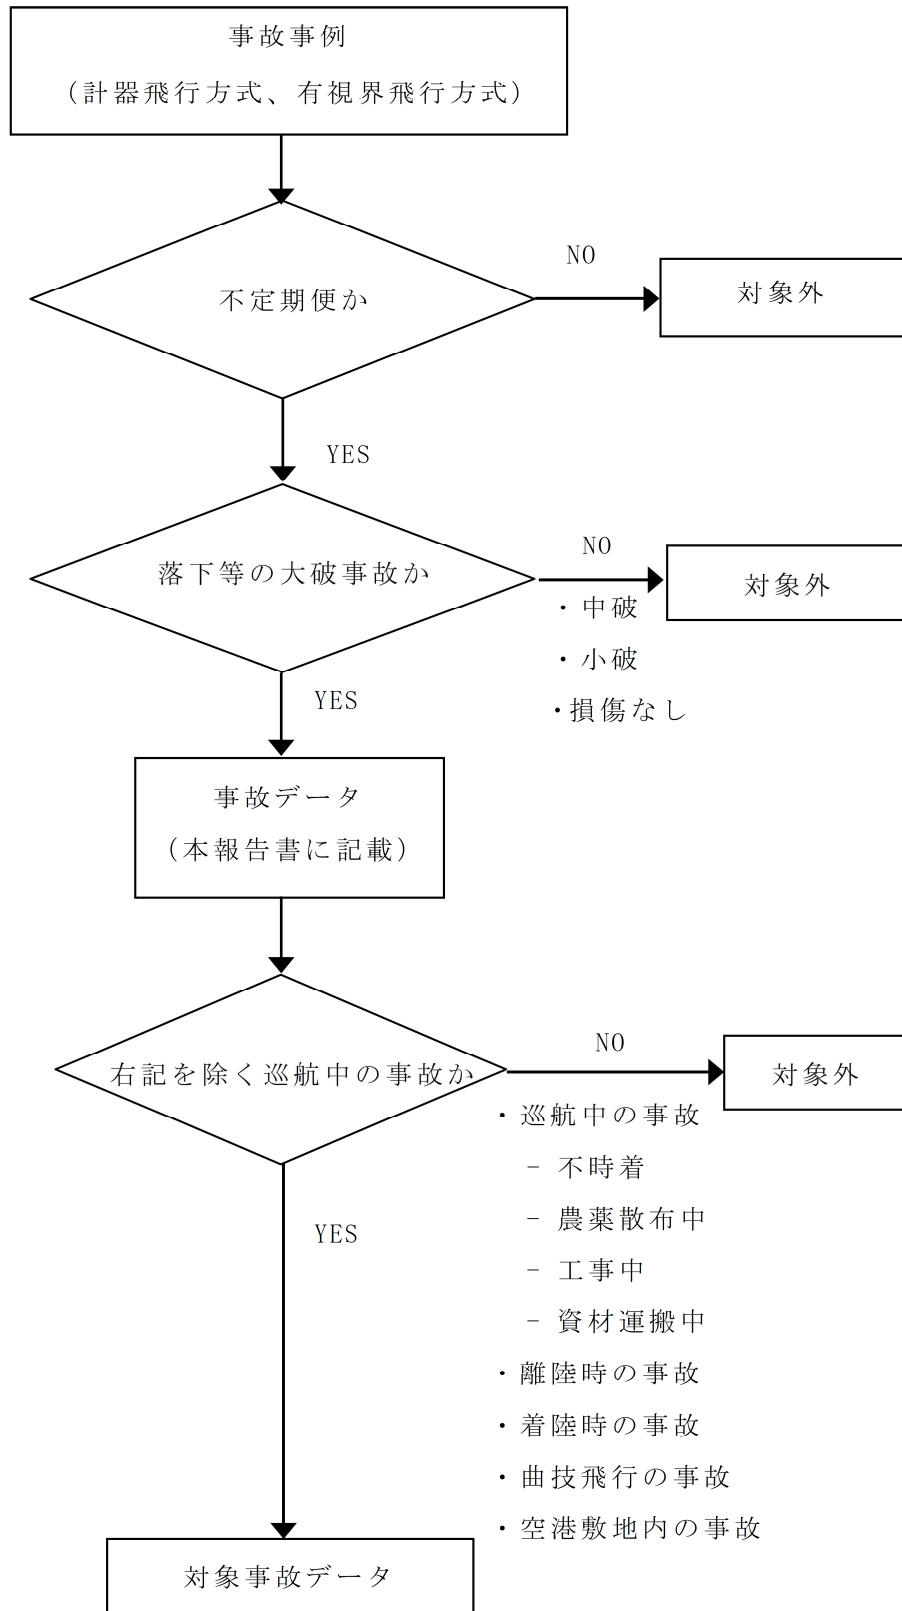 事故事例
（計器飛行方式、有視界飛行方式）
不定期便か
NO
対象外
YES
落下等の大破事故か
NO
対象外
・中破
・小破
・損傷なし
YES
事故データ
（本報告書に記載）
右記を除く巡航中の事故か
NO
対象外
・巡航中の事故
－ 不時着
－ 農薬散布中
－ 工事中
－ 資材運搬中
・離陸時の事故
・着陸時の事故
・曲技飛行の事故
・空港敷地内の事故
YES
対象事故データ